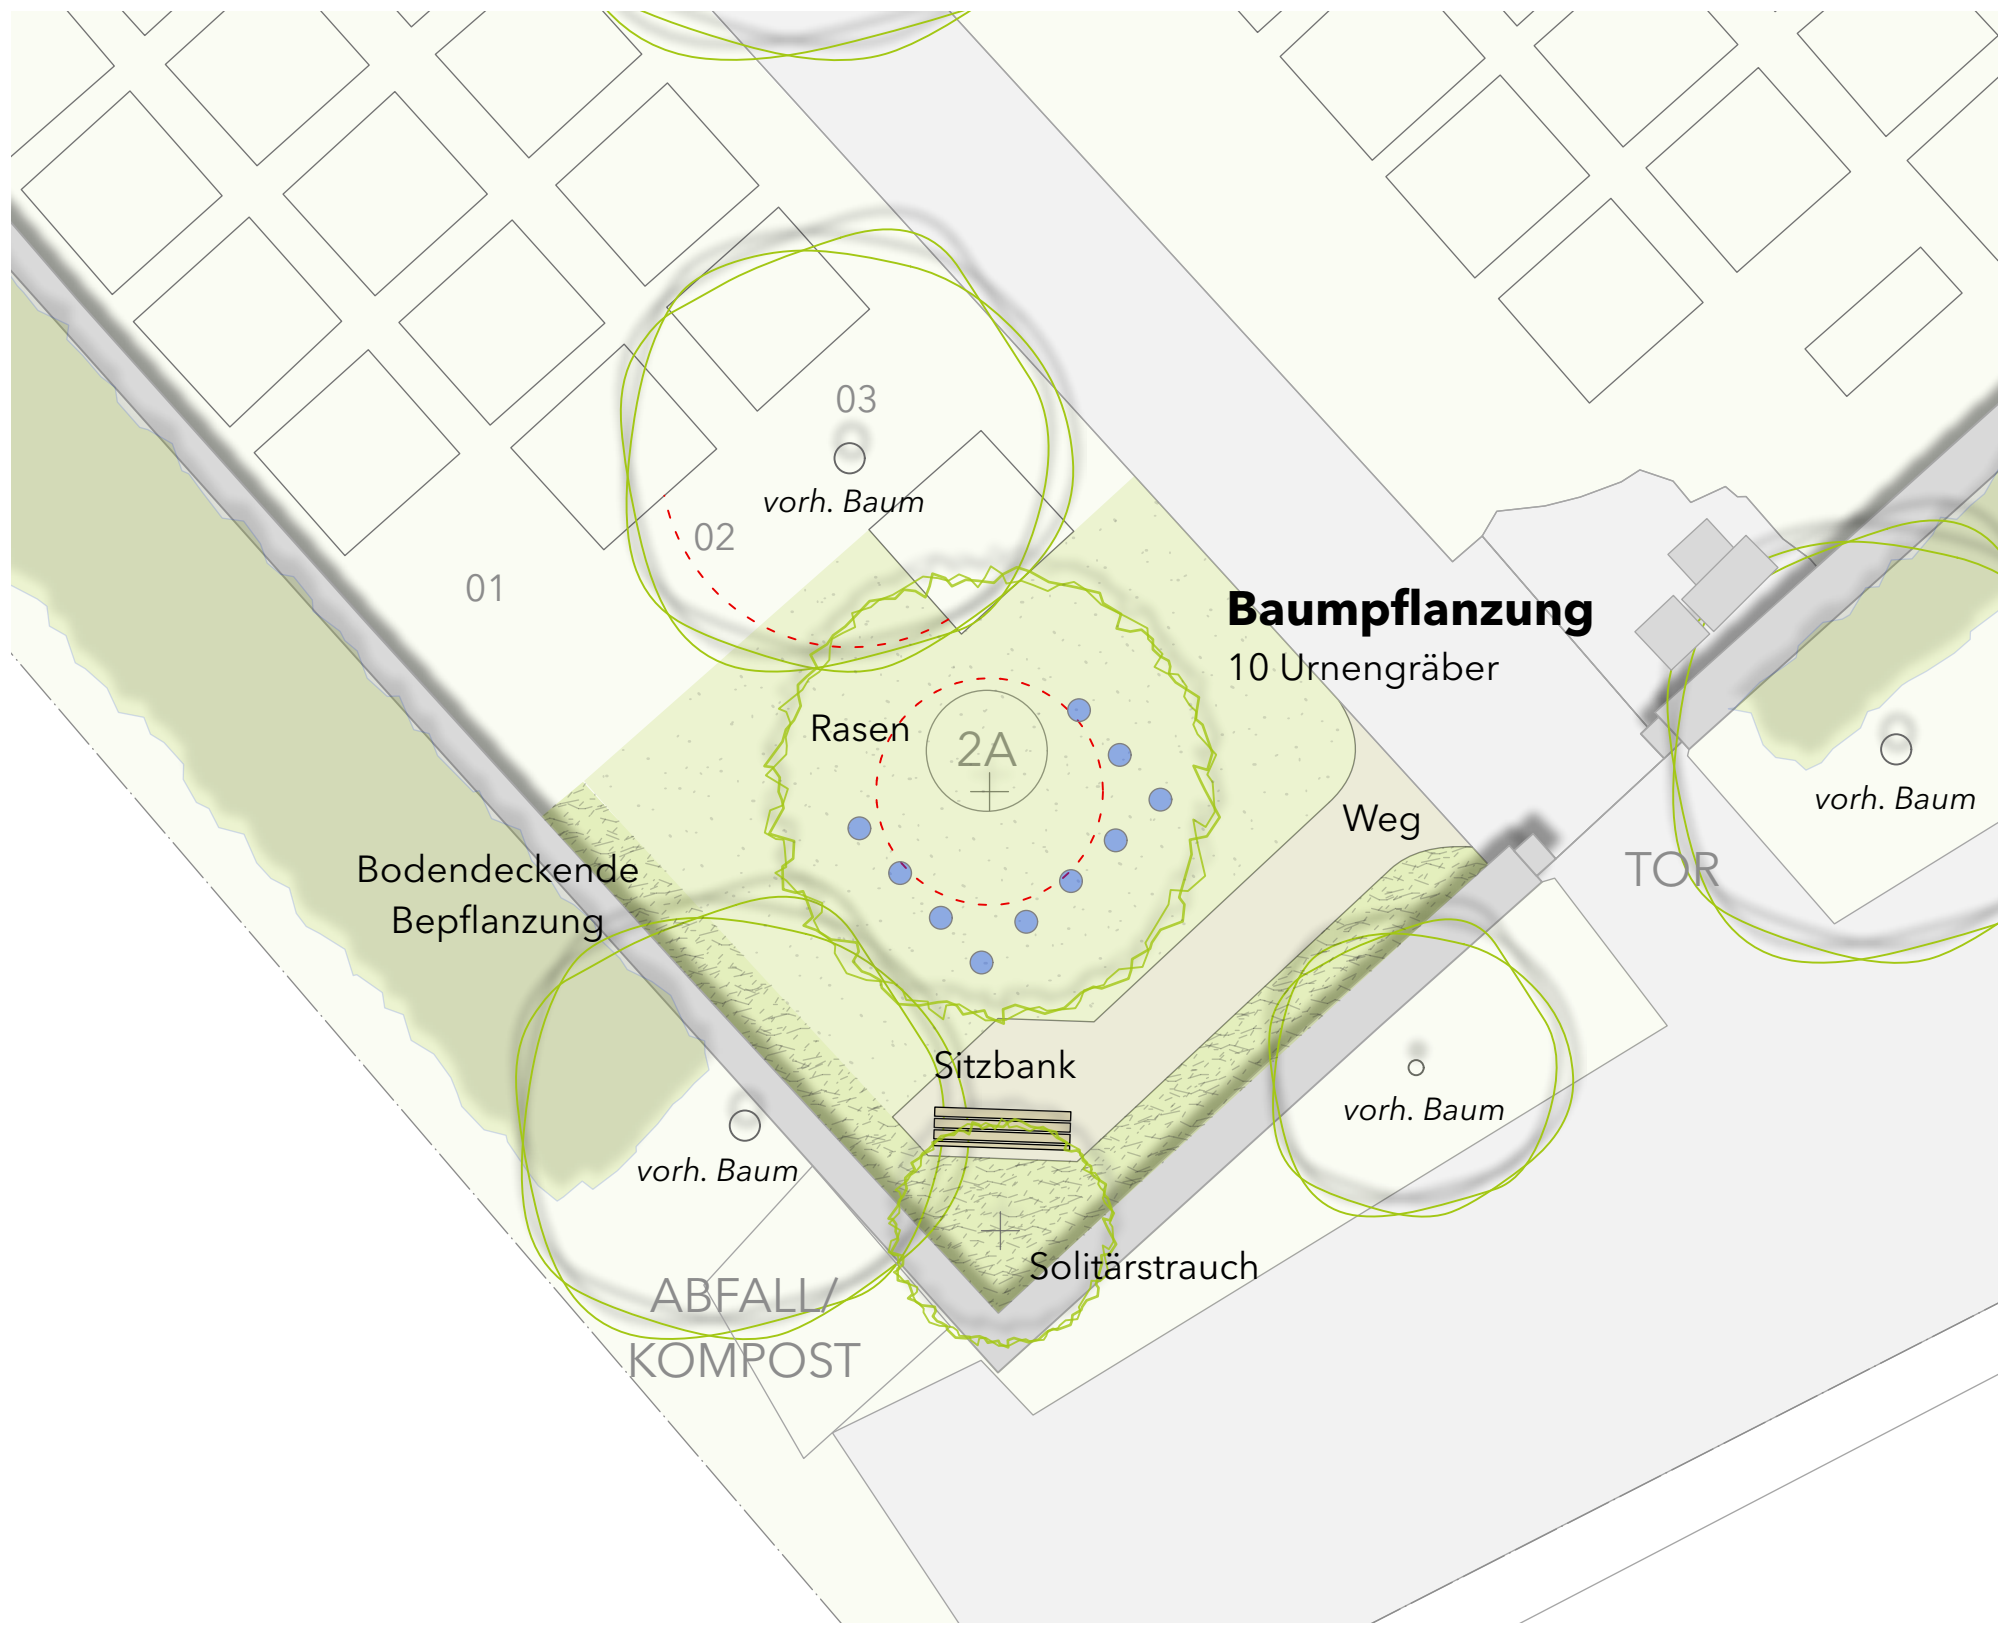 03
vorh. Baum
02
01
Baumpflanzung
10 Urnengräber
Rasen
2A
vorh. Baum
Weg
Bodendeckende
Bepflanzung
TOR
Sitzbank
vorh. Baum
vorh. Baum
Solitärstrauch
ABFALL/
KOMPOST